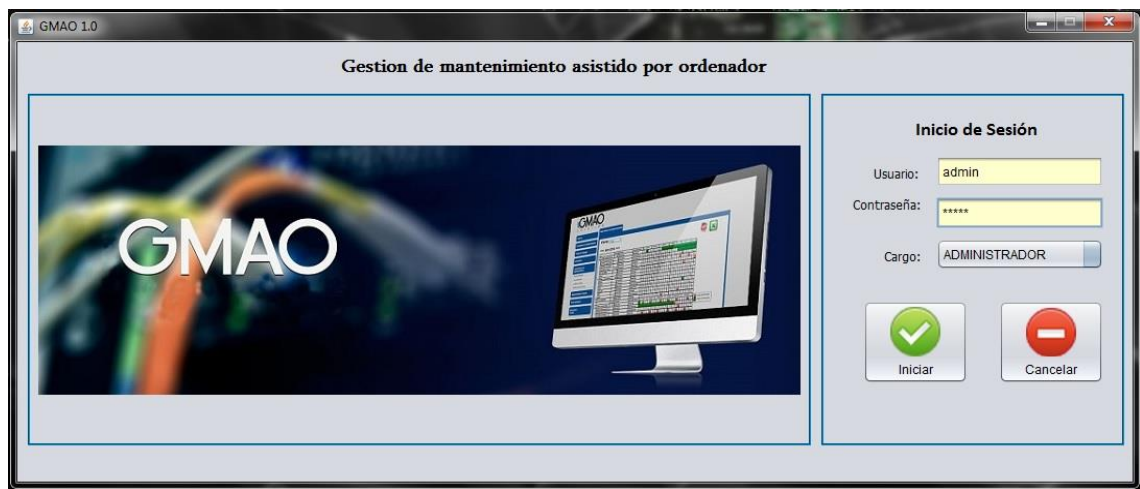 GMAO 1.0
Gestion de mantenimiento asistido por ordenador
GMAO
GMAO
Inicio de Sesión
Usuario: admin
Contraseña: *****
Cargo: ADMINISTRADOR
Iniciar
Cancelar